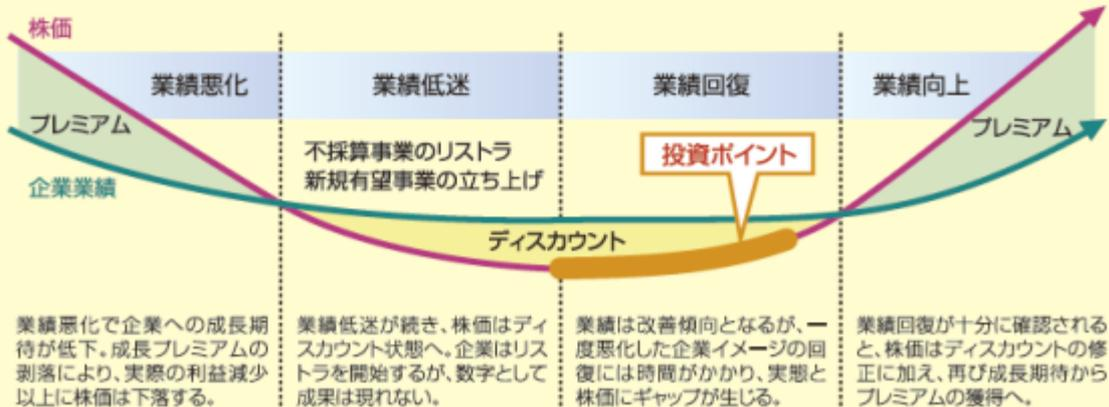 株価
業績悪化
業績低迷
業績回復
業績向上
プレミアム
プレミアム
不採算事業のリストラ
新規有望事業の立ち上げ
投資ポイント
企業業績
ディスカウント
業績悪化で企業への成長期
待が低下。成長プレミアムの
剥落により、実際の利益減少
以上に株価は下落する。
業績低迷が続き、株価はディ
スカウント状態へ。企業はリス
トラを開始するが、数字として
成果は現れない。
業績は改善傾向となるが、一
度悪化した企業イメージの回
復には時間がかかり、実態と
株価にギャップが生じる。
業績回復が十分に確認される
と、株価はディスカウントの修
正に加え、再び成長期待から
プレミアムの獲得へ。